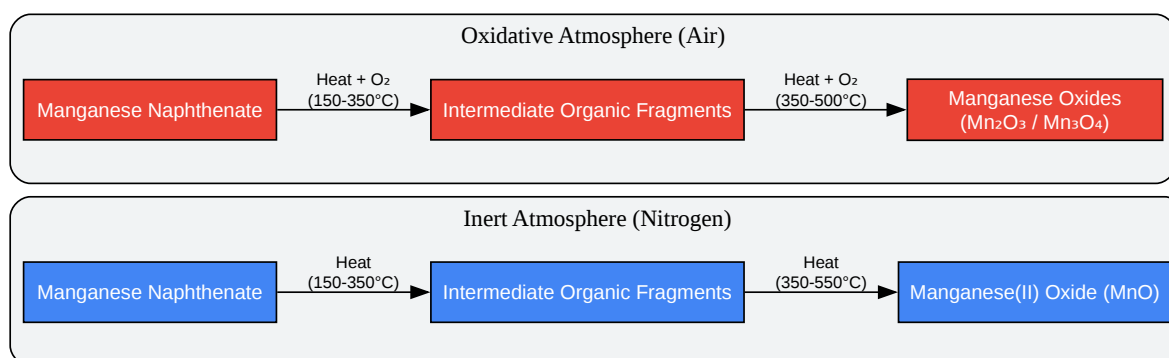 Oxidative Atmosphere (Air)
Manganese Naphthenate
Heat + O₂
(150-350°C)
Intermediate Organic Fragments
Heat + O₂
(350-500°C)
Manganese Oxides
(Mn₂O₃ / Mn₃O₄)
Inert Atmosphere (Nitrogen)
Manganese Naphthenate
Heat
(150-350°C)
Intermediate Organic Fragments
Heat
(350-550°C)
Manganese(II) Oxide (MnO)